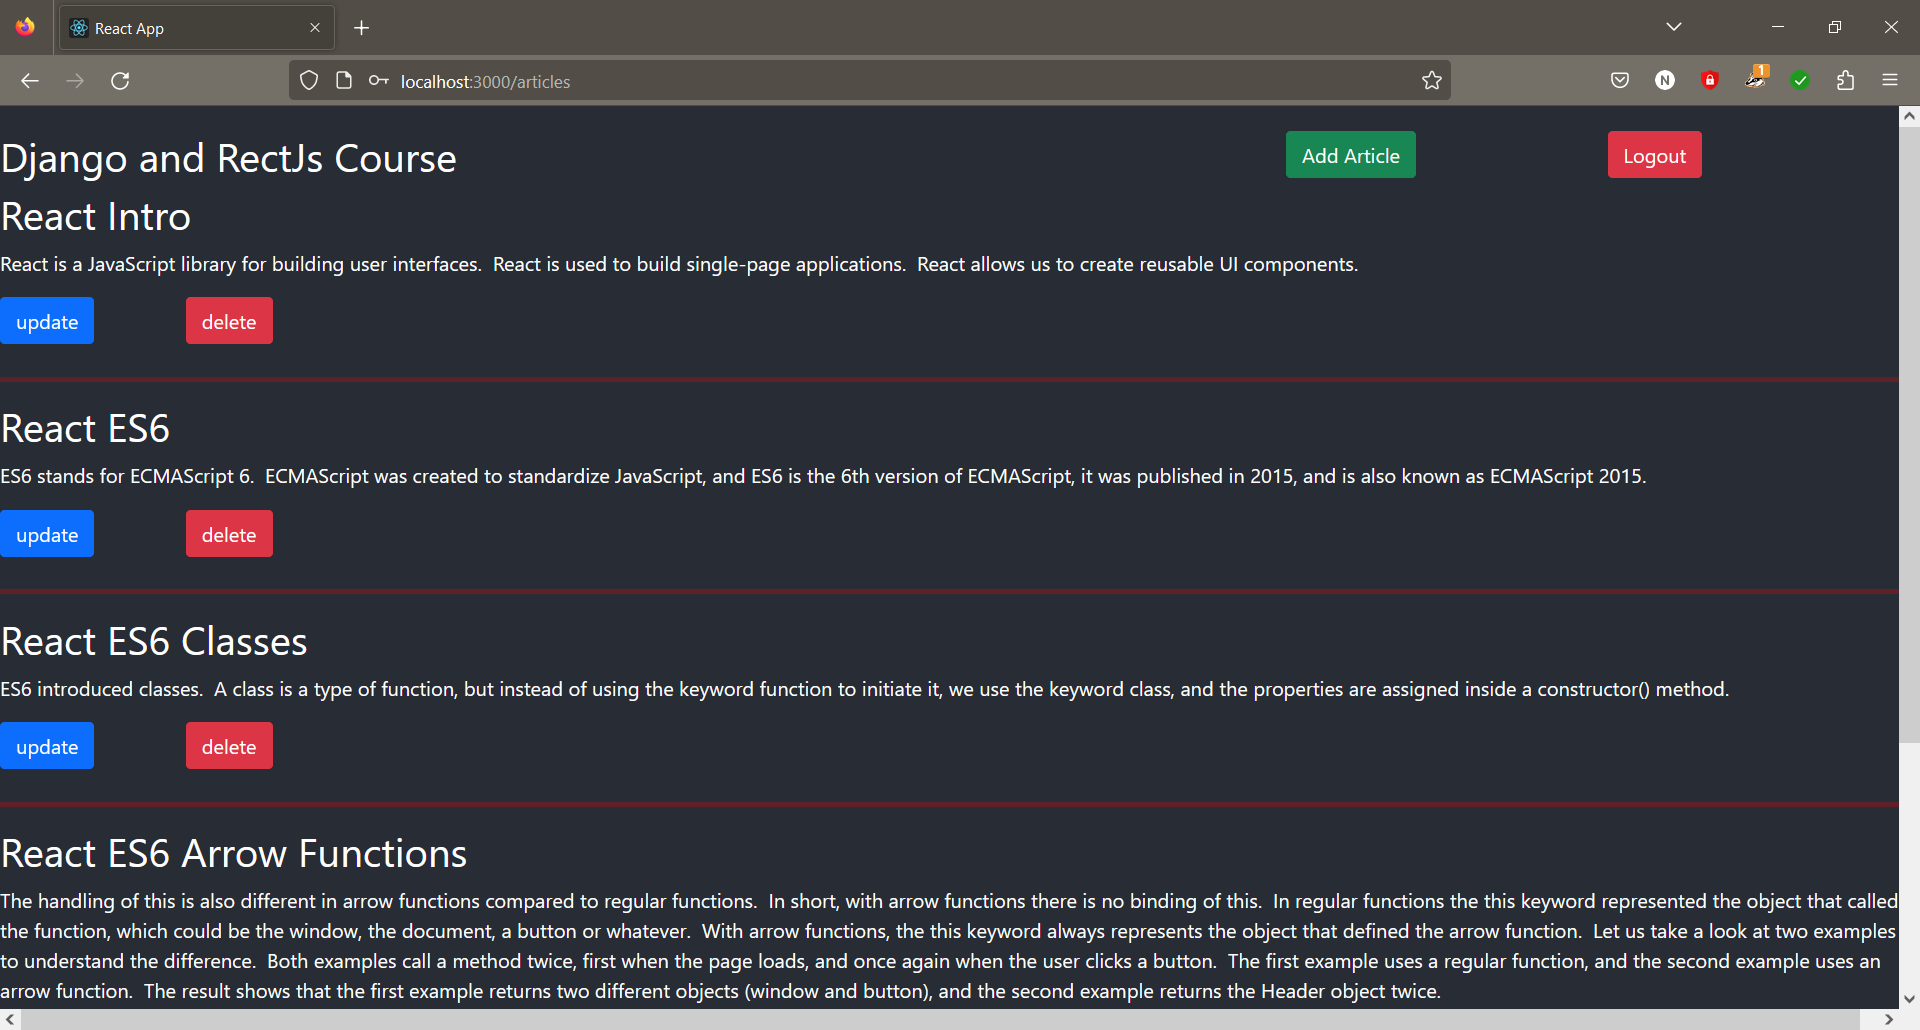 React App
localhost:3000/articles
N
1
Django and RectJs Course
Add Article
Logout
React Intro
React is a JavaScript library for building user interfaces.  React is used to build single-page applications.  React allows us to create reusable UI components.
update
delete
React ES6
ES6 stands for ECMAScript 6.  ECMAScript was created to standardize JavaScript, and ES6 is the 6th version of ECMAScript, it was published in 2015, and is also known as ECMAScript 2015.
update
delete
React ES6 Classes
ES6 introduced classes.  A class is a type of function, but instead of using the keyword function to initiate it, we use the keyword class, and the properties are assigned inside a constructor() method.
update
delete
React ES6 Arrow Functions
The handling of this is also different in arrow functions compared to regular functions.  In short, with arrow functions there is no binding of this.  In regular functions the this keyword represented the object that called
the function, which could be the window, the document, a button or whatever.  With arrow functions, the this keyword always represents the object that defined the arrow function.  Let us take a look at two examples
to understand the difference.  Both examples call a method twice, first when the page loads, and once again when the user clicks a button.  The first example uses a regular function, and the second example uses an
arrow function.  The result shows that the first example returns two different objects (window and button), and the second example returns the Header object twice.